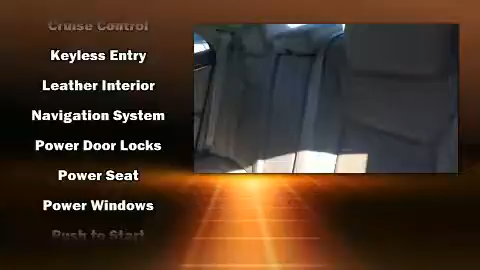 Cruise Control
Keyless Entry
Leather Interior
Navigation System
Power Door Locks
Power Seat
Power Windows
Push to Start